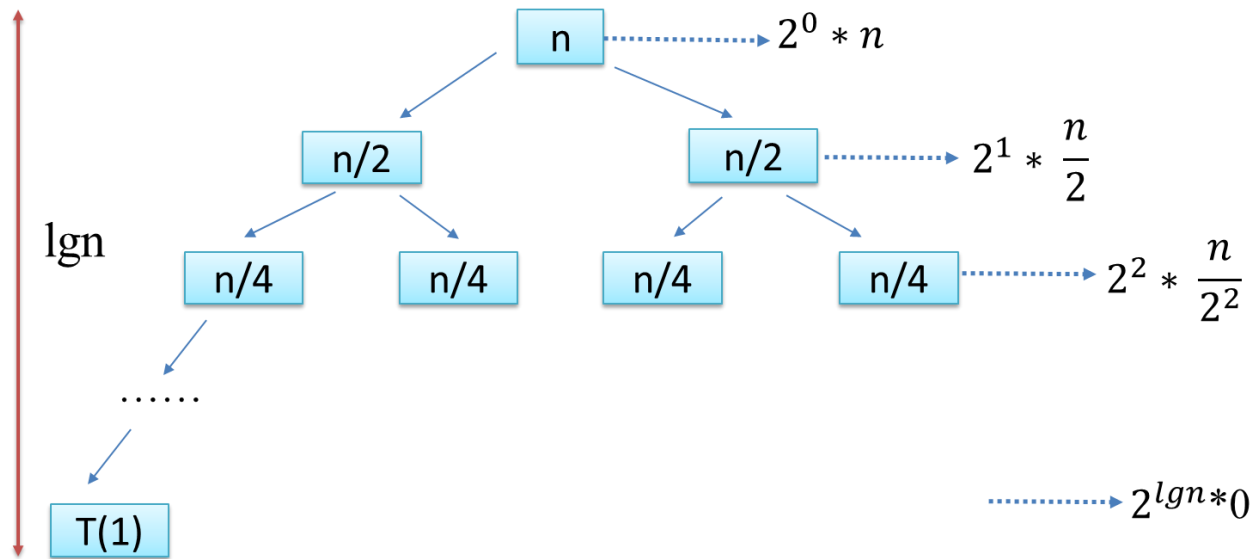 n
2^0 * n
n/2
n/2
2^1 * n/2
lgn
n/4
n/4
n/4
n/4
2^2 * n/2^2
......
T(1)
2^{lgn}*0